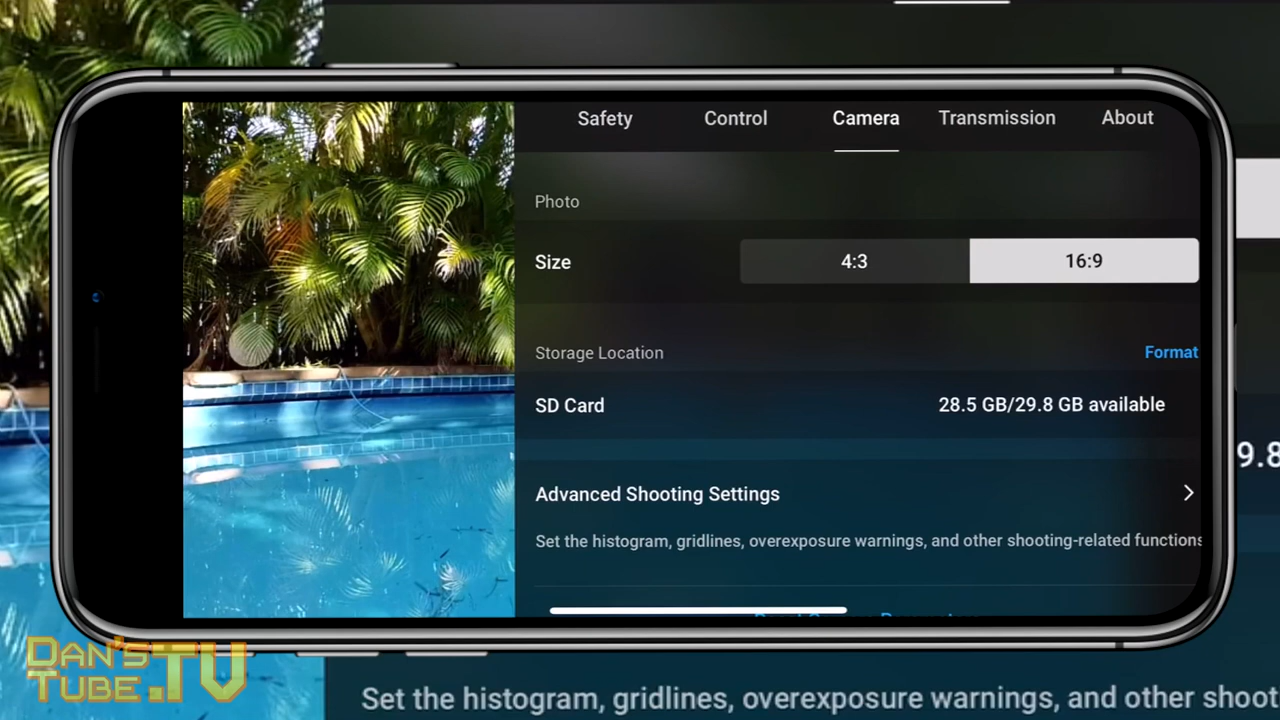 Safety Control Camera Transmission About
Photo
Size 4:3 16:9
Storage Location Format
SD Card 28.5 GB/29.8 GB available
9.8
Advanced Shooting Settings
Set the histogram, gridlines, overexposure warnings, and other shooting-related functions
DAN'S
TUBE.TV
Set the histogram, gridlines, overexposure warnings, and other shoot